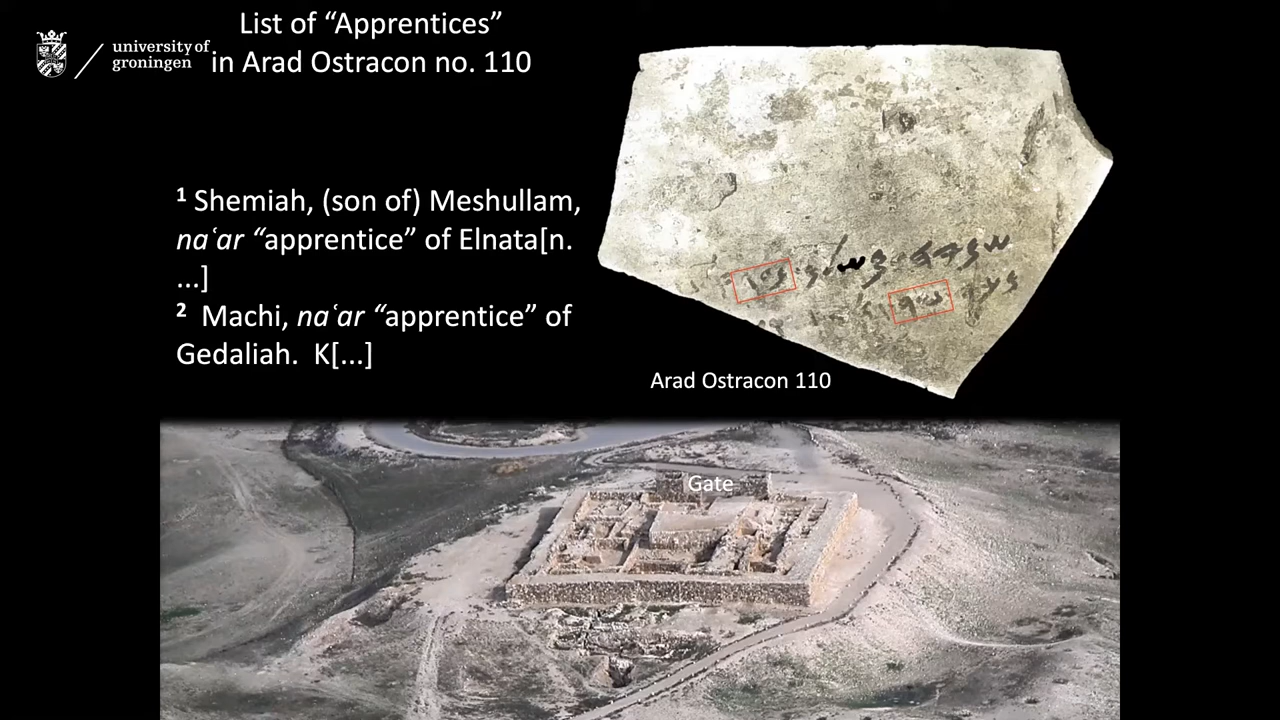 List of “Apprentices”
in Arad Ostracon no. 110
university of
groningen
¹ Shemiah, (son of) Meshullam,
naʿar “apprentice” of Elnata[n.
...]
² Machi, naʿar “apprentice” of
Gedaliah. K[...]
Arad Ostracon 110
Gate